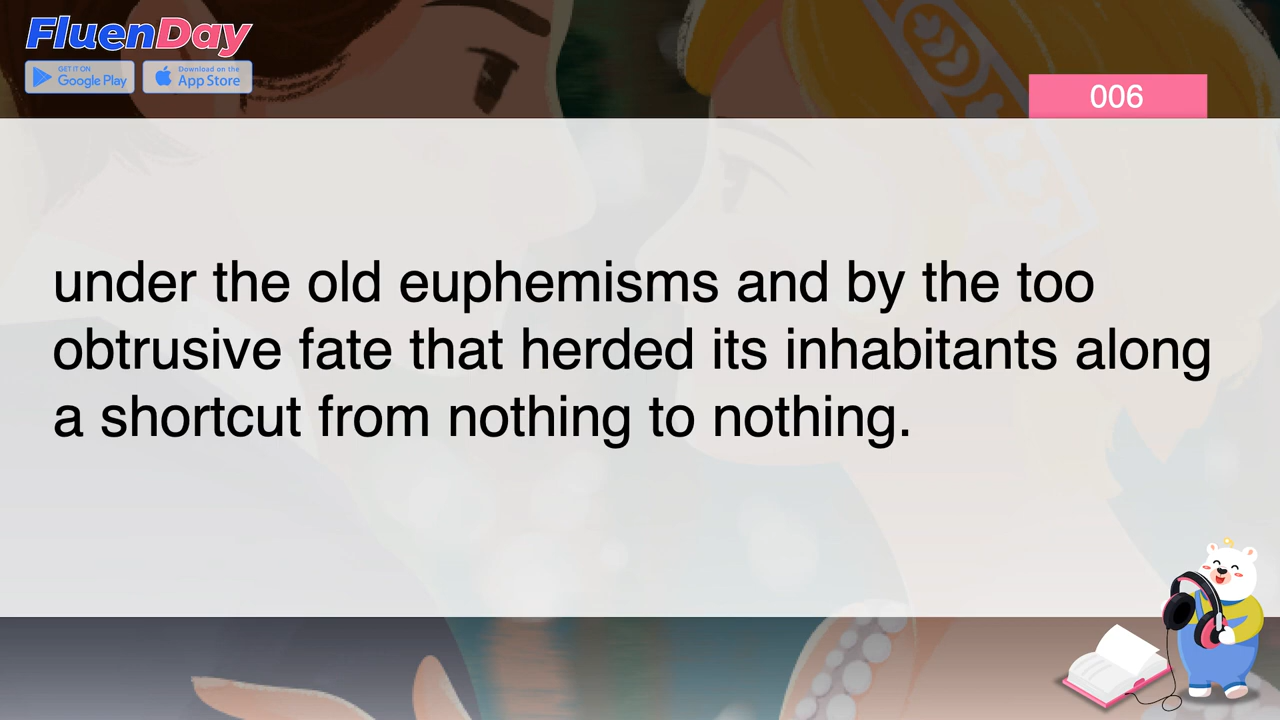 FluenDay
GET IT ON
Google Play
Download on the
App Store
006
under the old euphemisms and by the too
obtrusive fate that herded its inhabitants along
a shortcut from nothing to nothing.